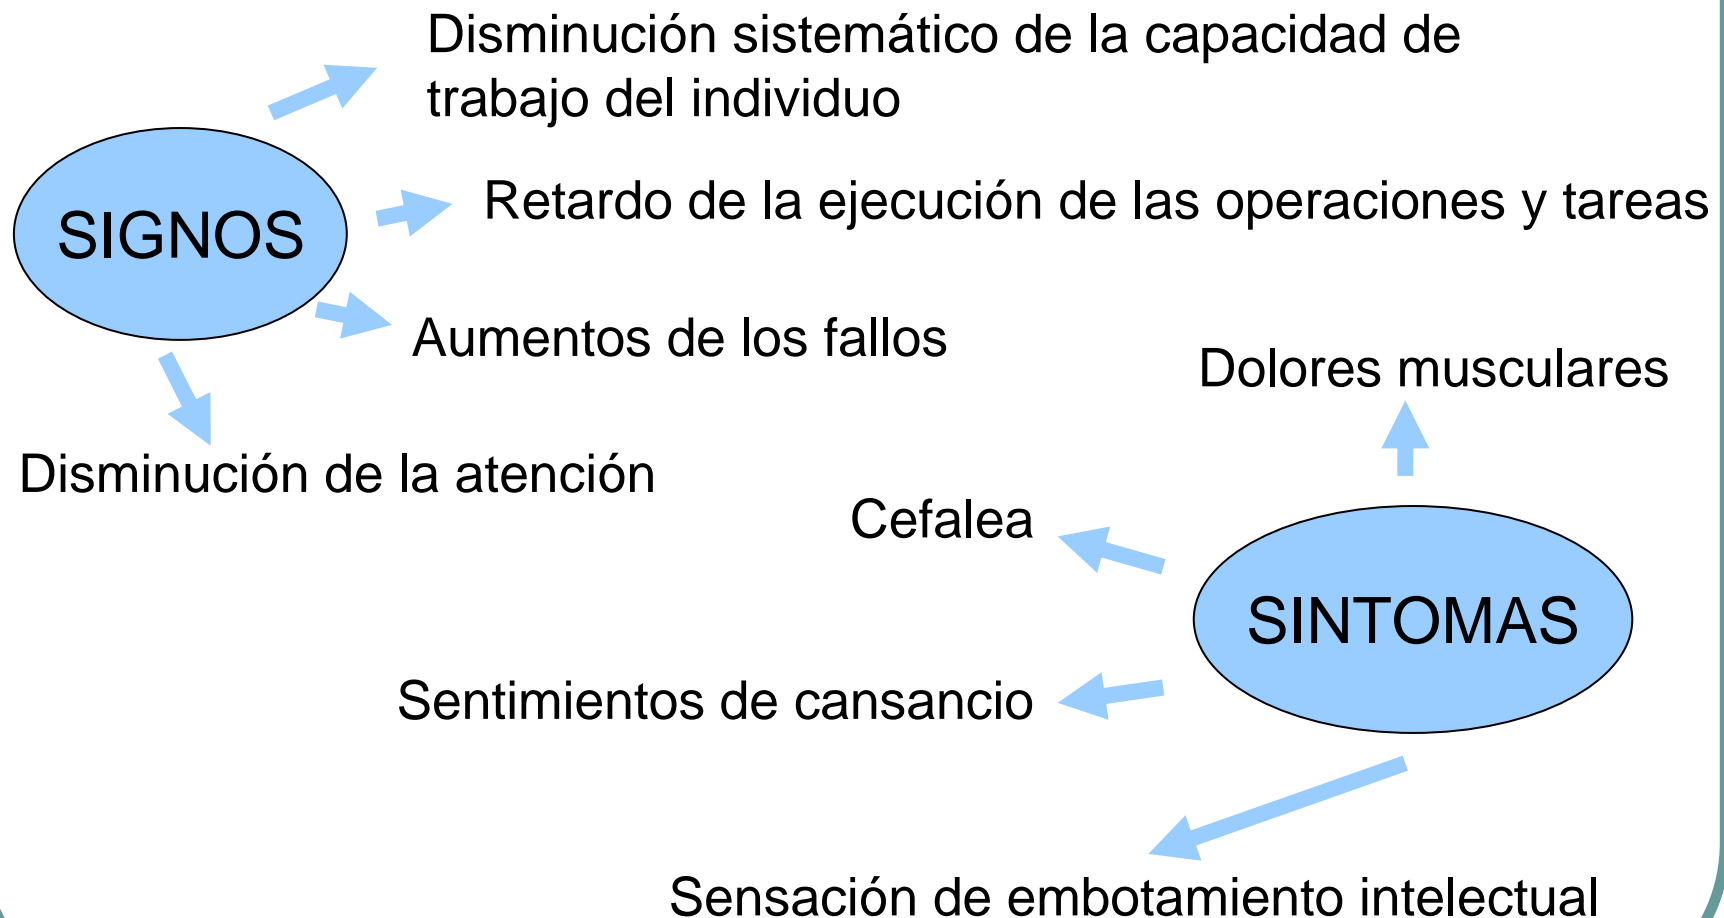 Disminución sistemático de la capacidad de
trabajo del individuo
SIGNOS
Retardo de la ejecución de las operaciones y tareas
Aumentos de los fallos
Disminución de la atención
Dolores musculares
Cefalea
SINTOMAS
Sentimientos de cansancio
Sensación de embotamiento intelectual